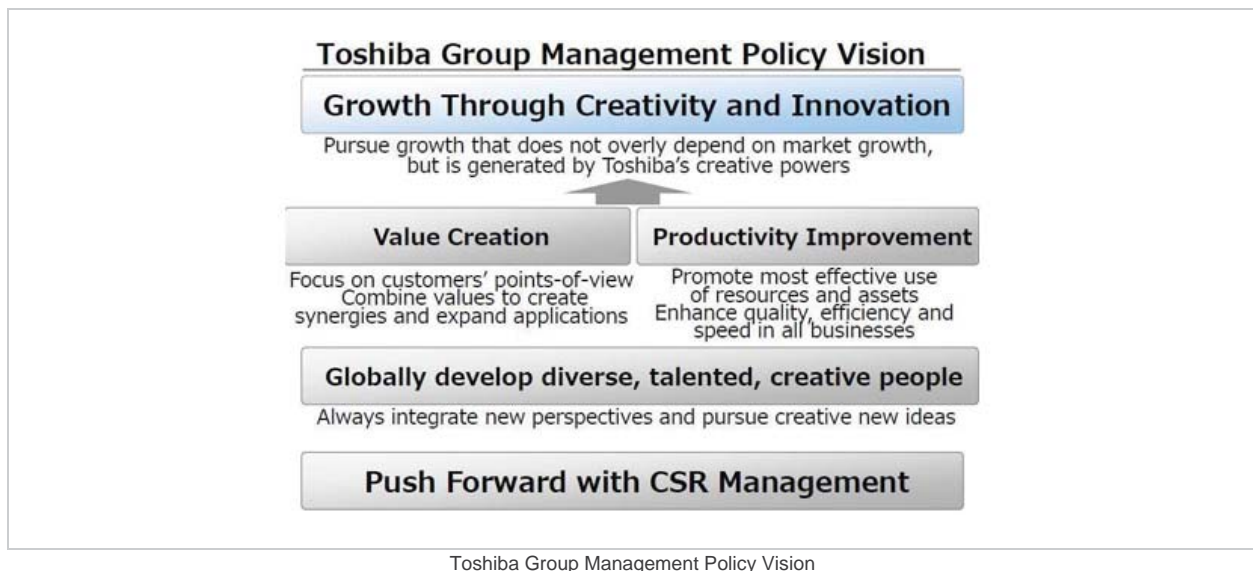 Toshiba Group Management Policy Vision
Growth Through Creativity and Innovation
Pursue growth that does not overly depend on market growth,
but is generated by Toshiba's creative powers
Value Creation
Focus on customers' points-of-view
Combine values to create
synergies and expand applications
Productivity Improvement
Promote most effective use
of resources and assets
Enhance quality, efficiency and
speed in all businesses
Globally develop diverse, talented, creative people
Always integrate new perspectives and pursue creative new ideas
Push Forward with CSR Management
Toshiba Group Management Policy Vision